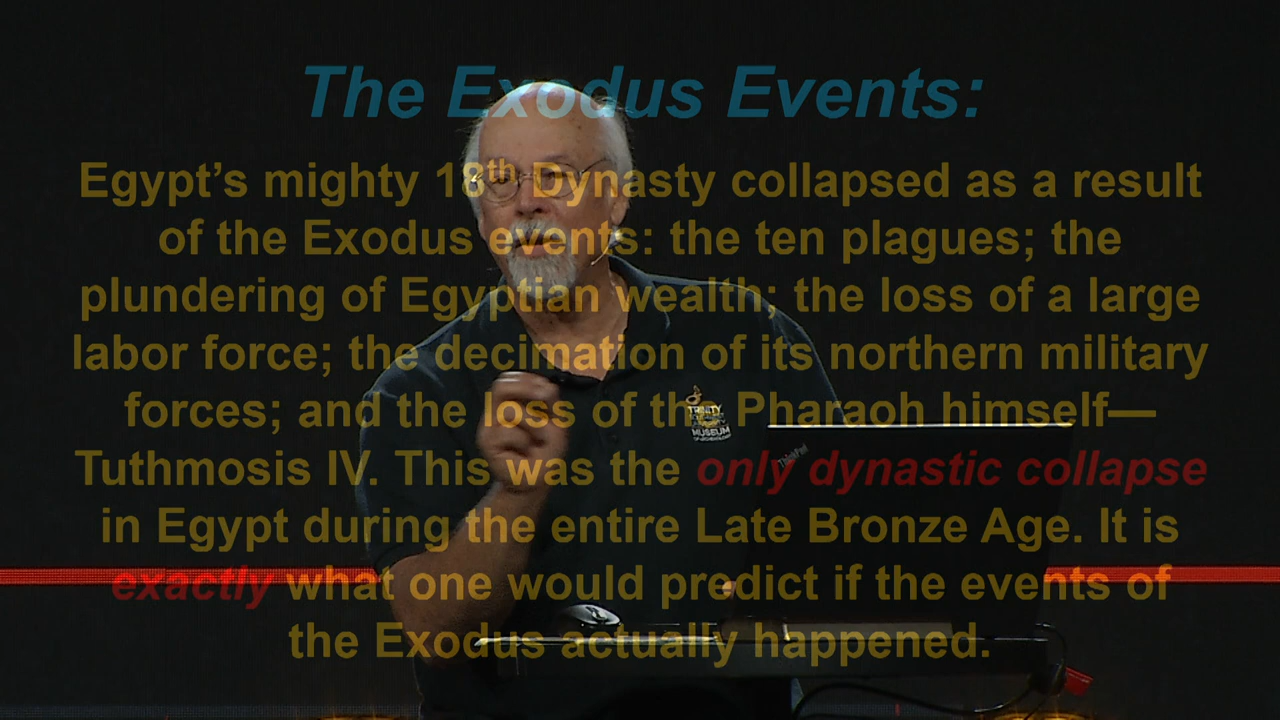 The Exodus Events:
Egypt’s mighty 18th Dynasty collapsed as a result
of the Exodus events: the ten plagues; the
plundering of Egyptian wealth; the loss of a large
labor force; the decimation of its northern military
forces; and the loss of the Pharaoh himself—
Tuthmosis IV. This was the only dynastic collapse
in Egypt during the entire Late Bronze Age. It is
exactly what one would predict if the events of
the Exodus actually happened.
TRINITY
MUSEUM
ThinkPad